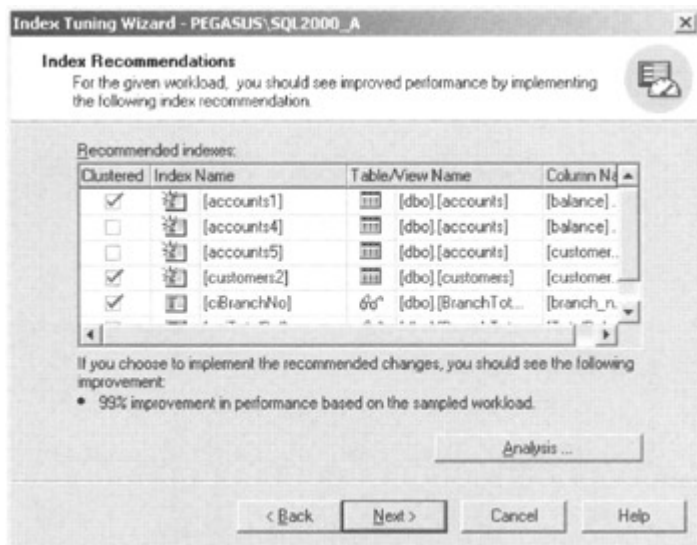 Index Tuning Wizard - PEGASUS\SQL2000_A
Index Recommendations
For the given workload, you should see improved performance by implementing
the following index recommendation.
Recommended indexes:
Clustered Index Name Table/View Name Column Na
[accounts1] [dbo].[accounts] [balance]...
[accounts4] [dbo].[accounts] [balance]...
[accounts5] [dbo].[accounts] [customer...
[customers2] [dbo].[customers] [customer...
[ciBranchNo] [dbo].[BranchTot... [branch_n...
If you choose to implement the recommended changes, you should see the following
improvement:
• 99% improvement in performance based on the sampled workload.
Analysis ...
< Back Next > Cancel Help